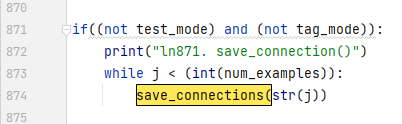 870
871 if((not test_mode) and (not tag_mode)):
872 print("ln871. save_connection()")
873 while j < (int(num_examples)):
874 save_connections(str(j))
875